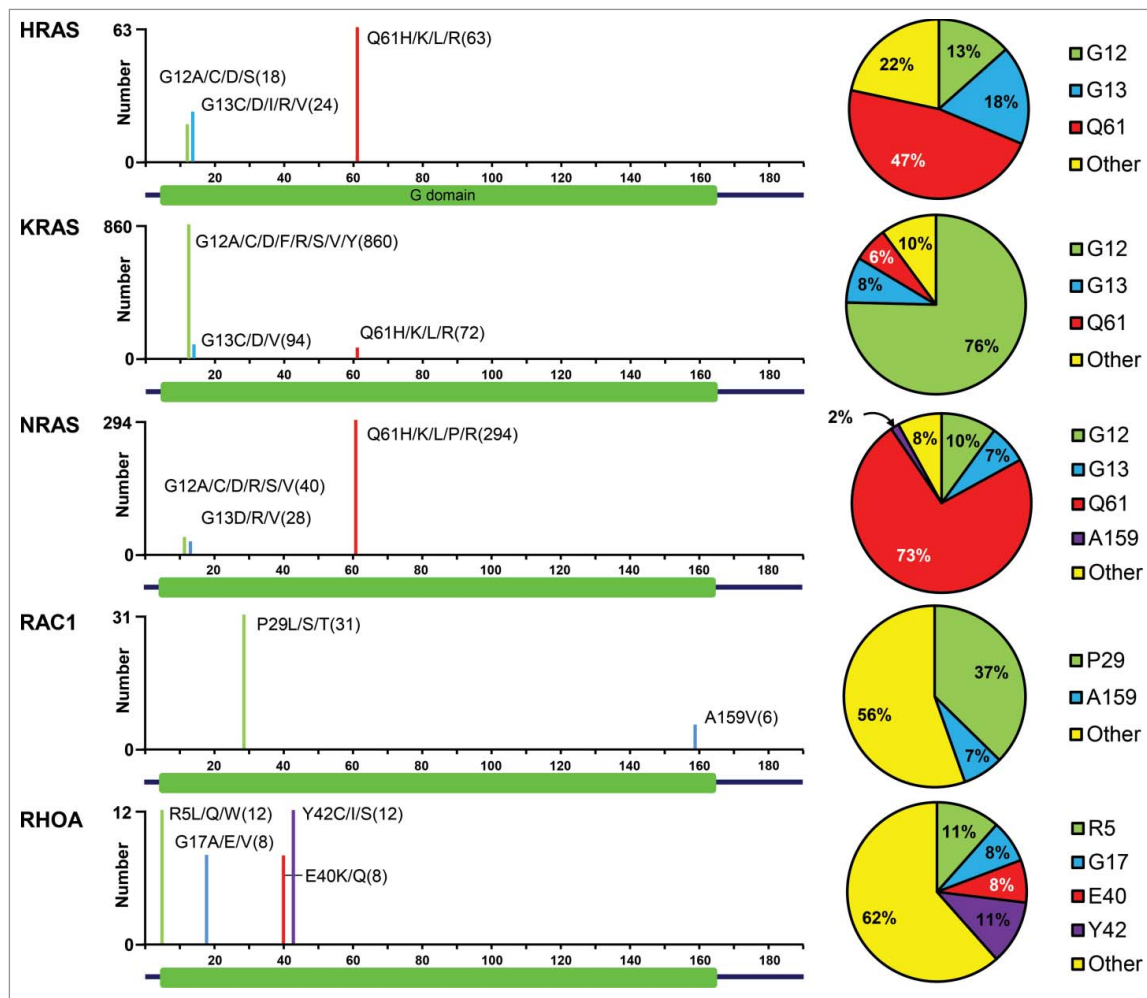 HRAS
Number
63
0
G12A/C/D/S(18)
G13C/D/I/R/V(24)
Q61H/K/L/R(63)
20 40 60 80 100 120 140 160 180
G domain
13%
18%
47%
22%
G12
G13
Q61
Other
KRAS
Number
860
0
G12A/C/D/F/R/S/V/Y(860)
G13C/D/V(94)
Q61H/K/L/R(72)
20 40 60 80 100 120 140 160 180
10%
6%
8%
76%
G12
G13
Q61
Other
NRAS
Number
294
0
Q61H/K/L/P/R(294)
G12A/C/D/R/S/V(40)
G13D/R/V(28)
20 40 60 80 100 120 140 160 180
2%
8%
10%
7%
73%
G12
G13
Q61
A159
Other
RAC1
Number
31
0
P29L/S/T(31)
A159V(6)
20 40 60 80 100 120 140 160 180
37%
56%
7%
P29
A159
Other
RHOA
Number
12
0
R5L/Q/W(12)
Y42C/I/S(12)
G17A/E/V(8)
E40K/Q(8)
20 40 60 80 100 120 140 160 180
11%
8%
8%
11%
62%
R5
G17
E40
Y42
Other